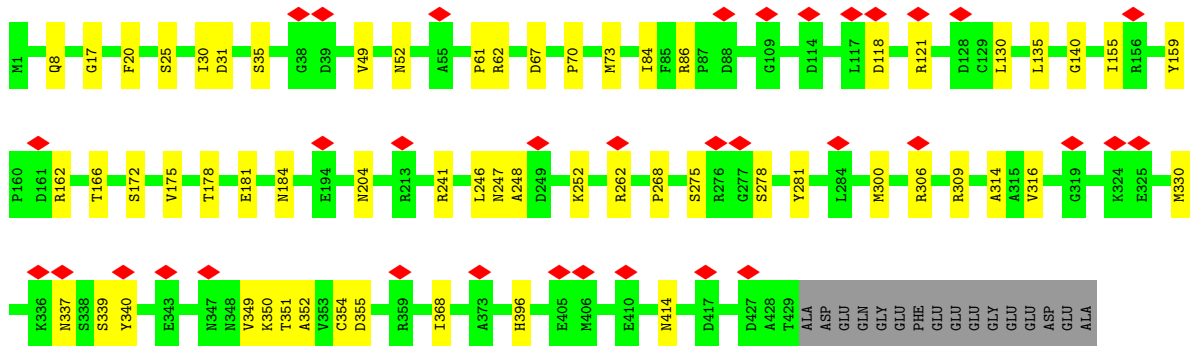 M1 Q8 G17 F20 S25 I30 D31 S35 G38 D39 V49 N52 A55 P61 R62 D67 P70 M73 I84 F85 R86 P87 D88 G109 D114 L117 D118 R121 D128 C129 L130 L135 G140 I155 R156 Y159
P160 D161 R162 T166 S172 V175 T178 E181 N184 E194 N204 R213 R241 L246 N247 A248 D249 K252 R262 P268 S275 R276 G277 S278 Y281 L284 M300 R306 R309 A314 A315 V316 G319 K324 E325 M330
K336 N337 S338 S339 Y340 E343 N347 N348 V349 K350 T351 A352 V353 C354 D355 R359 I368 A373 H396 E405 M406 E410 N414 D417 D427 A428 T429 ALA ASP GLU GLN GLY GLU PHE GLU GLU GLU GLY GLU GLU ASP GLU ALA